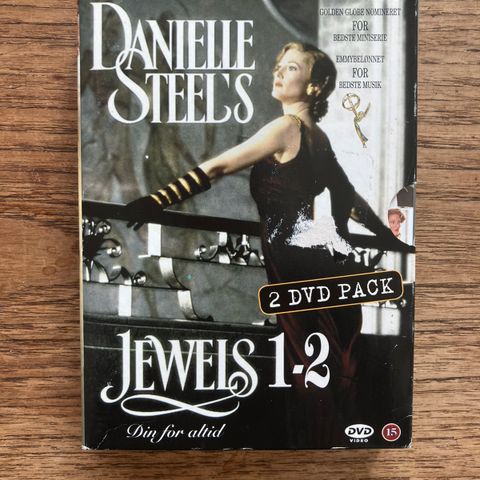 DANIELLE
STEEL'S
GOLDEN GLOBE NOMINERET
FOR
BEDSTE MINISERIE
EMMYBELØNNET
FOR
BEDSTE MUSIK
2 DVD PACK
JEWELS 1-2
Din for altid
DVD
VIDEO
15